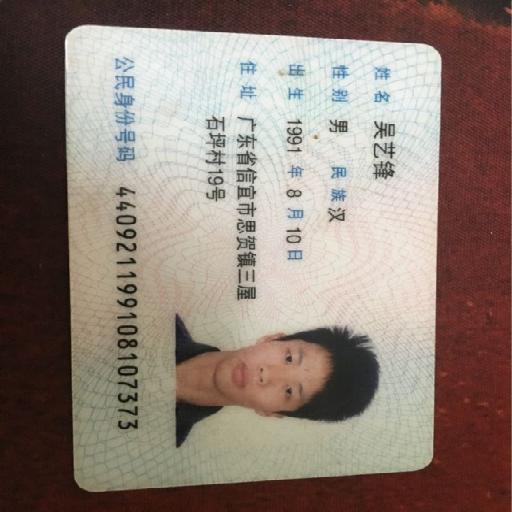 姓名 吴艺锋
性别 男 民族 汉
出生 1991 年 8 月 10 日
住址 广东省信宜市思贺镇三屋
石坪村19号
公民身份号码 440921199108107373